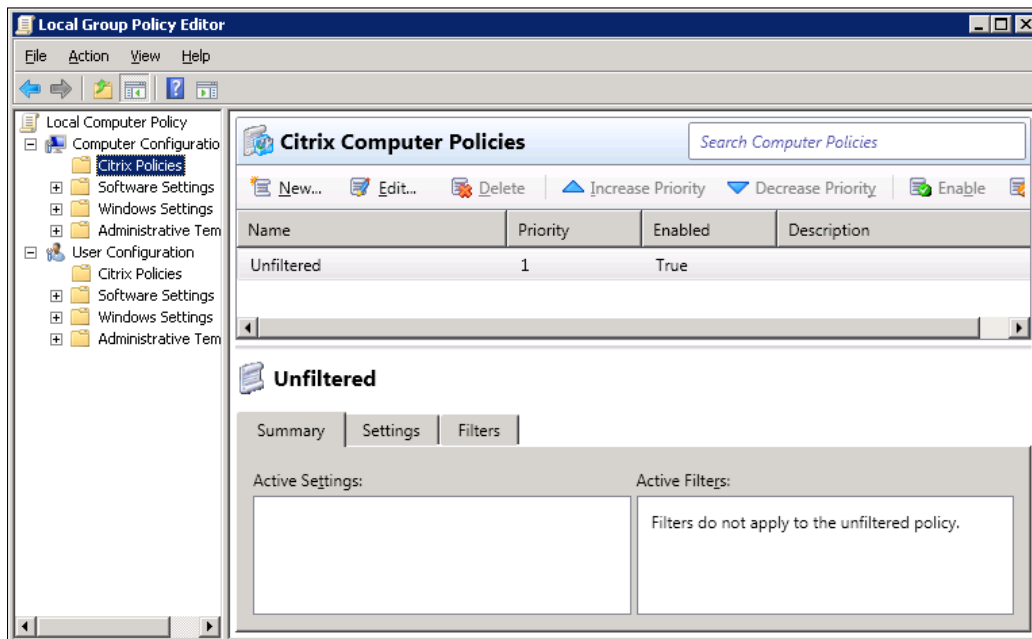 Local Group Policy Editor
File Action View Help
Local Computer Policy
Computer Configuratio
Citrix Policies
Software Settings
Windows Settings
Administrative Tem
User Configuration
Citrix Policies
Software Settings
Windows Settings
Administrative Tem
Citrix Computer Policies
Search Computer Policies
New... Edit... Delete Increase Priority Decrease Priority Enable
Name Priority Enabled Description
Unfiltered 1 True
Unfiltered
Summary Settings Filters
Active Settings: Active Filters:
Filters do not apply to the unfiltered policy.